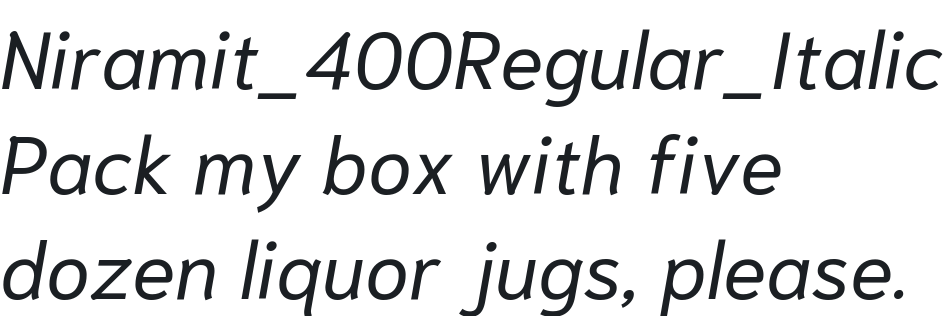 Niramit_400Regular_Italic
Pack my box with five
dozen liquor jugs, please.